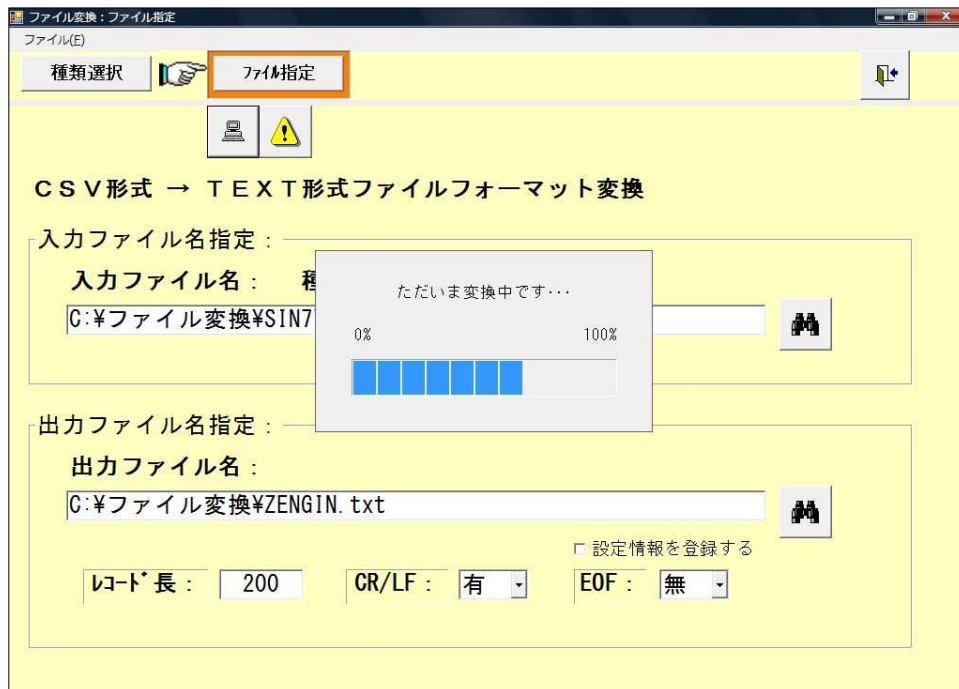 ファイル変換：ファイル指定
ファイル(E)
種類選択
ﾌｧｲﾙ指定
ＣＳＶ形式 → ＴＥＸＴ形式ファイルフォーマット変換
入力ファイル名指定：
入力ファイル名：
C:¥ファイル変換¥SIN7
ただいま変換中です･･･
0% 100%
出力ファイル名指定：
出力ファイル名：
C:¥ファイル変換¥ZENGIN.txt
設定情報を登録する
ﾚｺｰﾄﾞ長： 200 CR/LF： 有 EOF： 無